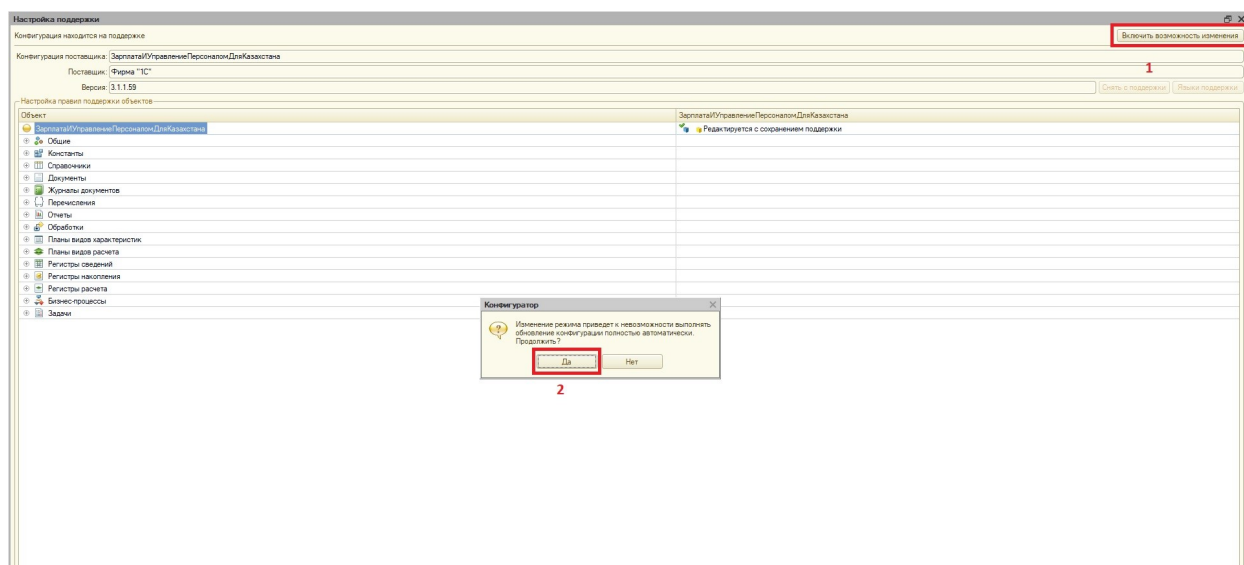 Настройка поддержки
Конфигурация находится на поддержке
Включить возможность изменения
1
Конфигурация поставщика: ЗарплатаИУправлениеПерсоналомДляКазахстана
Поставщик: Фирма "1С"
Версия: 3.1.1.59
Снять с поддержки Языки поддержки
Настройка правил поддержки объектов
Объект ЗарплатаИУправлениеПерсоналомДляКазахстана
ЗарплатаИУправлениеПерсоналомДляКазахстана Редактируется с сохранением поддержки
Общие
Константы
Справочники
Документы
Журналы документов
Перечисления
Отчеты
Обработки
Планы видов характеристик
Планы видов расчета
Регистры сведений
Регистры накопления
Регистры расчета
Бизнес-процессы
Задачи
Конфигуратор
Изменение режима приведет к невозможности выполнять
обновление конфигурации полностью автоматически.
Продолжить?
Да Нет
2